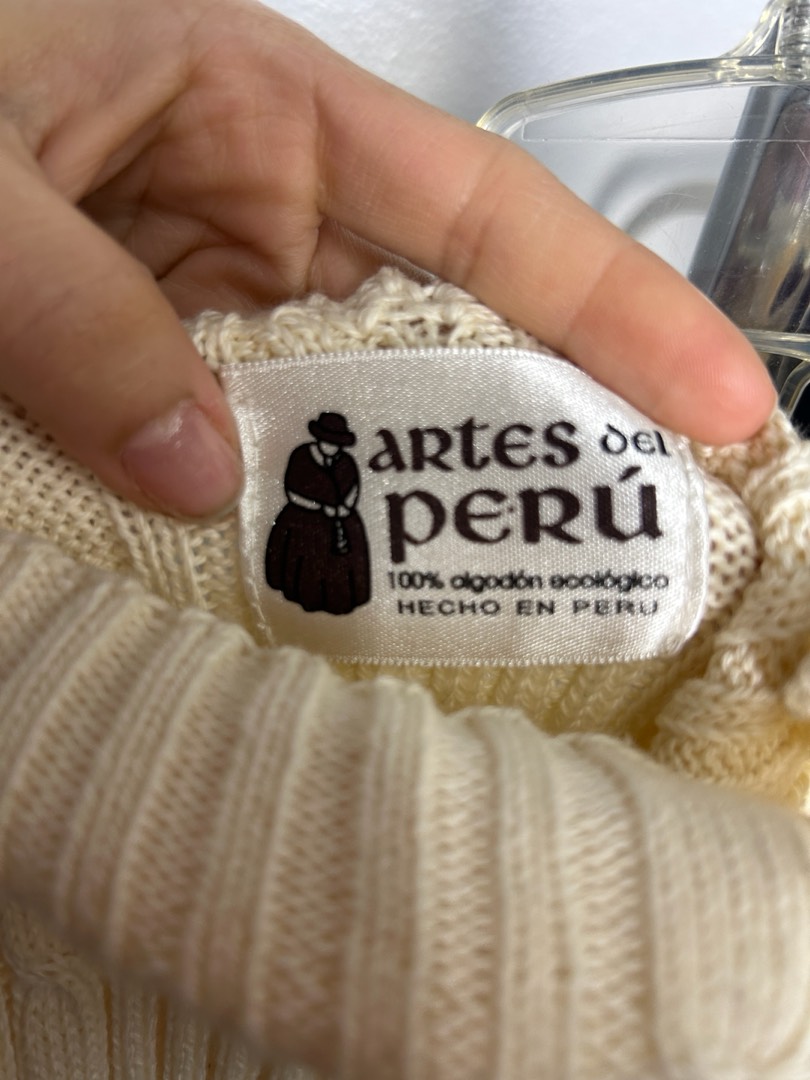 ARTES DEL
PERÚ
100% algodón ecológico
HECHO EN PERU